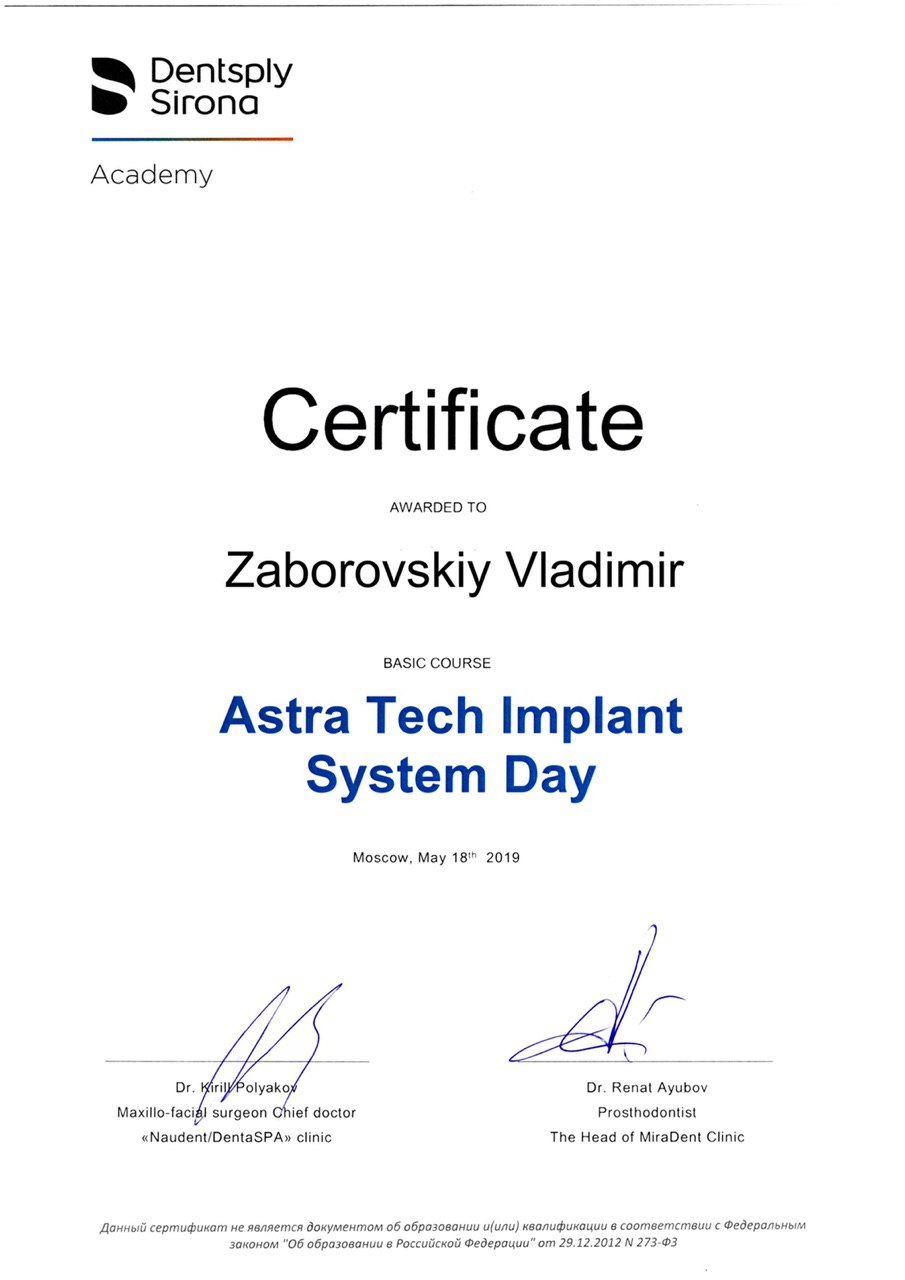 Dentsply
Sirona
Academy
Certificate
AWARDED TO
Zaborovskiy Vladimir
BASIC COURSE
Astra Tech Implant
System Day
Moscow, May 18th 2019
Dr. Kirill Polyakov
Maxillo-facial surgeon Chief doctor
«Naudent/DentaSPA» clinic
Dr. Renat Ayubov
Prosthodontist
The Head of MiraDent Clinic
Данный сертификат не является документом об образовании и(или) квалификации в соответствии с Федеральным
законом "Об образовании в Российской Федерации" от 29.12.2012 N 273-ФЗ